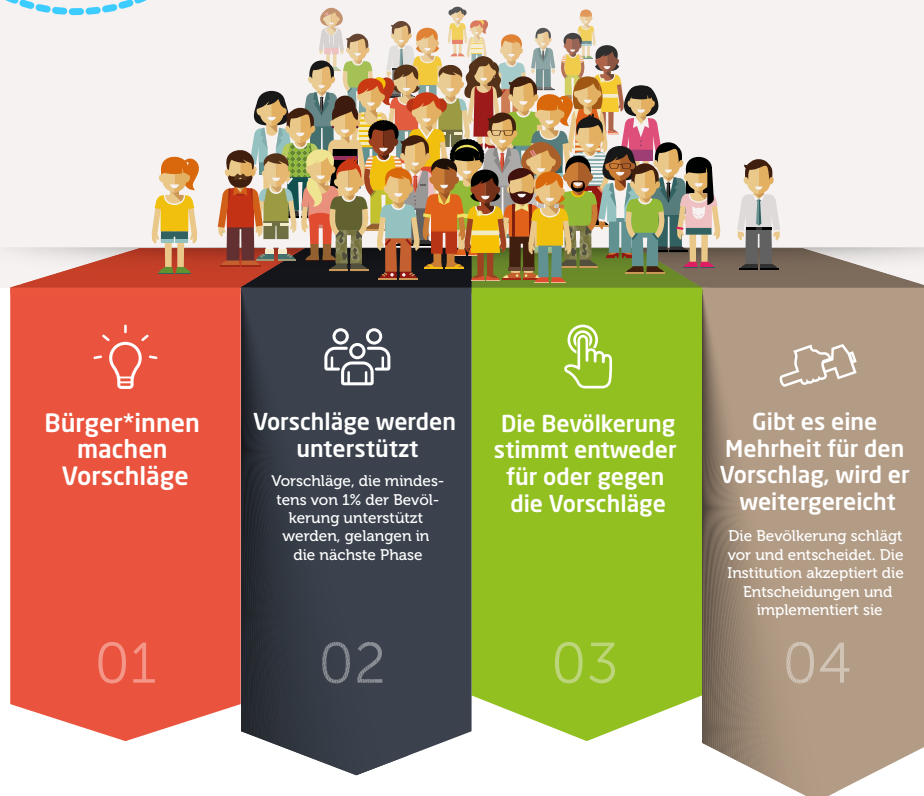 Bürger*innen
machen
Vorschläge
01
Vorschläge werden
unterstützt
Vorschläge, die mindes-
tens von 1% der Bevöl-
kerung unterstützt
werden, gelangen in
die nächste Phase
02
Die Bevölkerung
stimmt entweder
für oder gegen
die Vorschläge
03
Gibt es eine
Mehrheit für den
Vorschlag, wird er
weitergereicht
Die Bevölkerung schlägt
vor und entscheidet. Die
Institution akzeptiert die
Entscheidungen und
implementiert sie
04